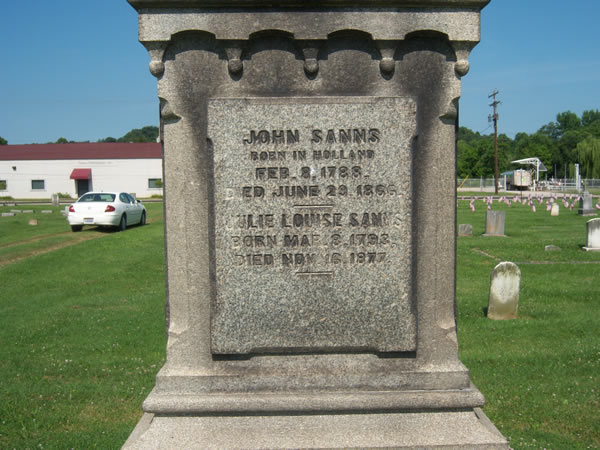 JOHN SANNS
BORN IN HOLLAND
FEB. 8. 1788.
DIED JUNE 29. 1866
JULIE LOUISE SANNS
BORN MAR. 8. 1793.
DIED NOV. 16. 1877.